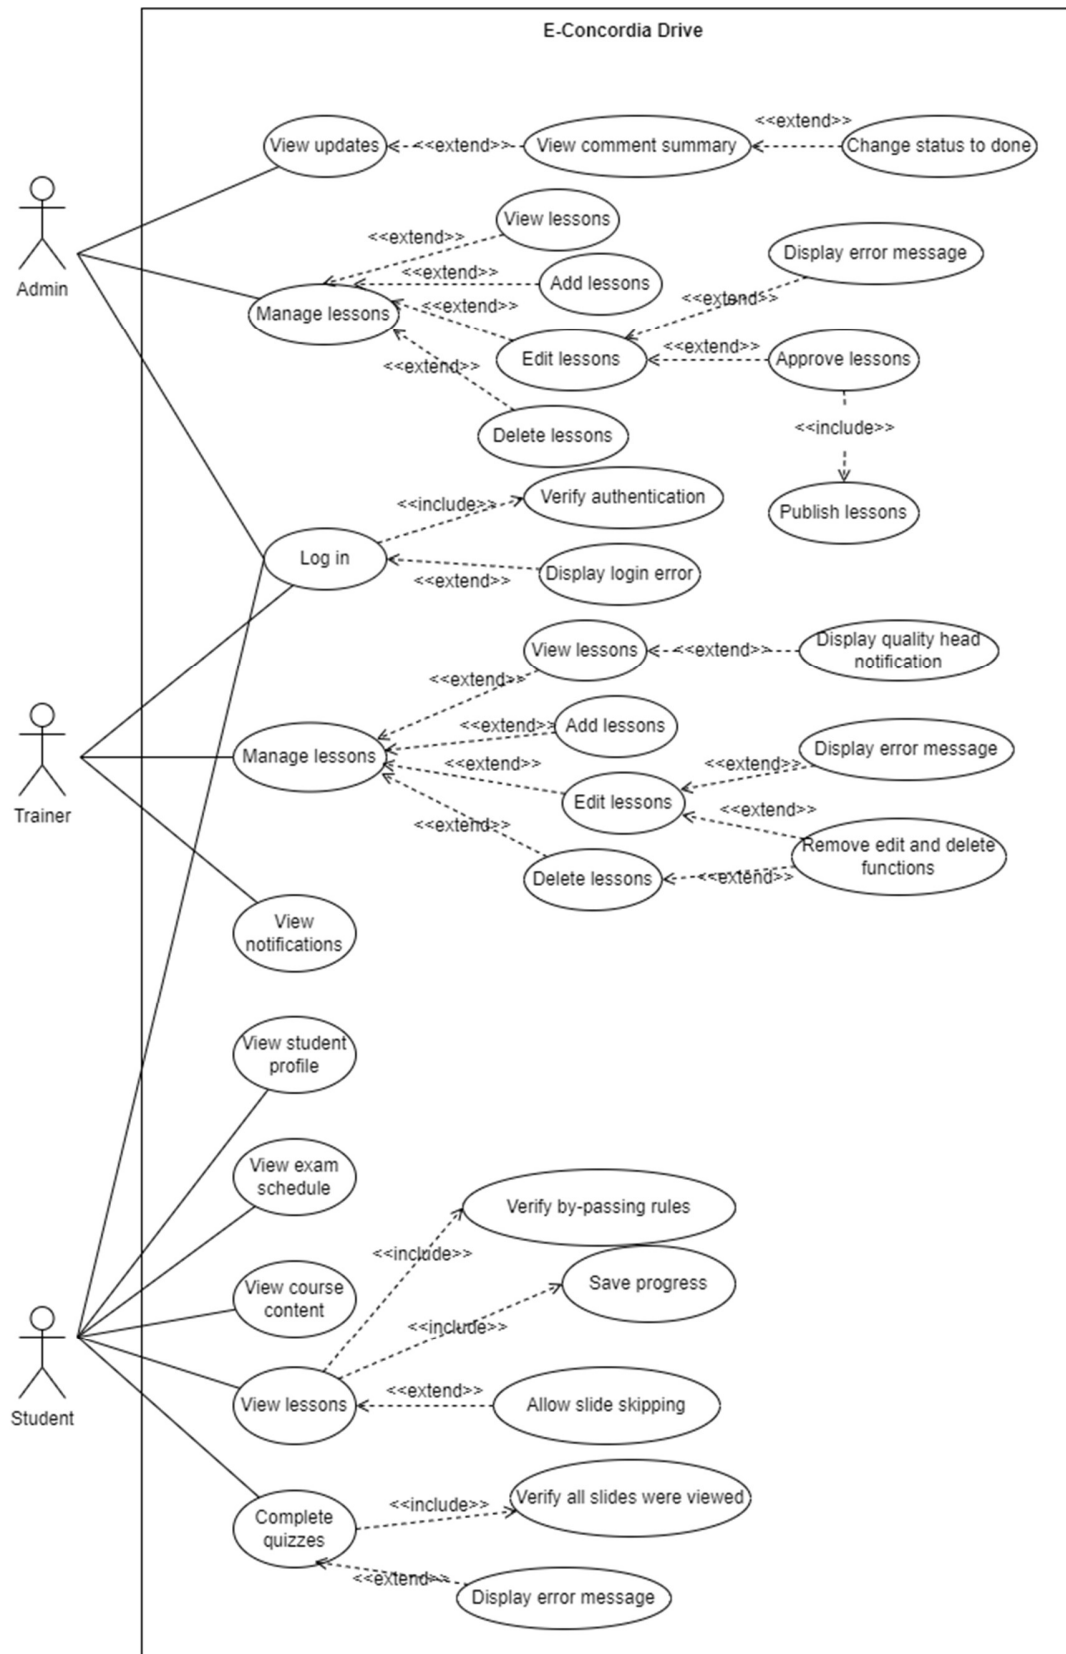 E-Concordia Drive
View updates
<<extend>>
View comment summary
<<extend>>
Change status to done
Admin
View lessons
<<extend>>
<<extend>>
Add lessons
Display error message
Manage lessons
<<extend>>
<<extend>>
Edit lessons
<<extend>>
Approve lessons
<<extend>>
Delete lessons
<<include>>
Publish lessons
<<include>>
Verify authentication
Log in
<<extend>>
Display login error
View lessons
<<extend>>
Display quality head
notification
<<extend>>
Trainer
Manage lessons
<<extend>>
Add lessons
<<extend>>
Display error message
<<extend>>
Edit lessons
<<extend>>
<<extend>>
Delete lessons
<<extend>>
Remove edit and delete
functions
View
notifications
View student
profile
View exam
schedule
Verify by-passing rules
<<include>>
Save progress
View course
content
<<include>>
Student
View lessons
<<extend>>
Allow slide skipping
Complete
quizzes
<<include>>
Verify all slides were viewed
<<extend>>
Display error message